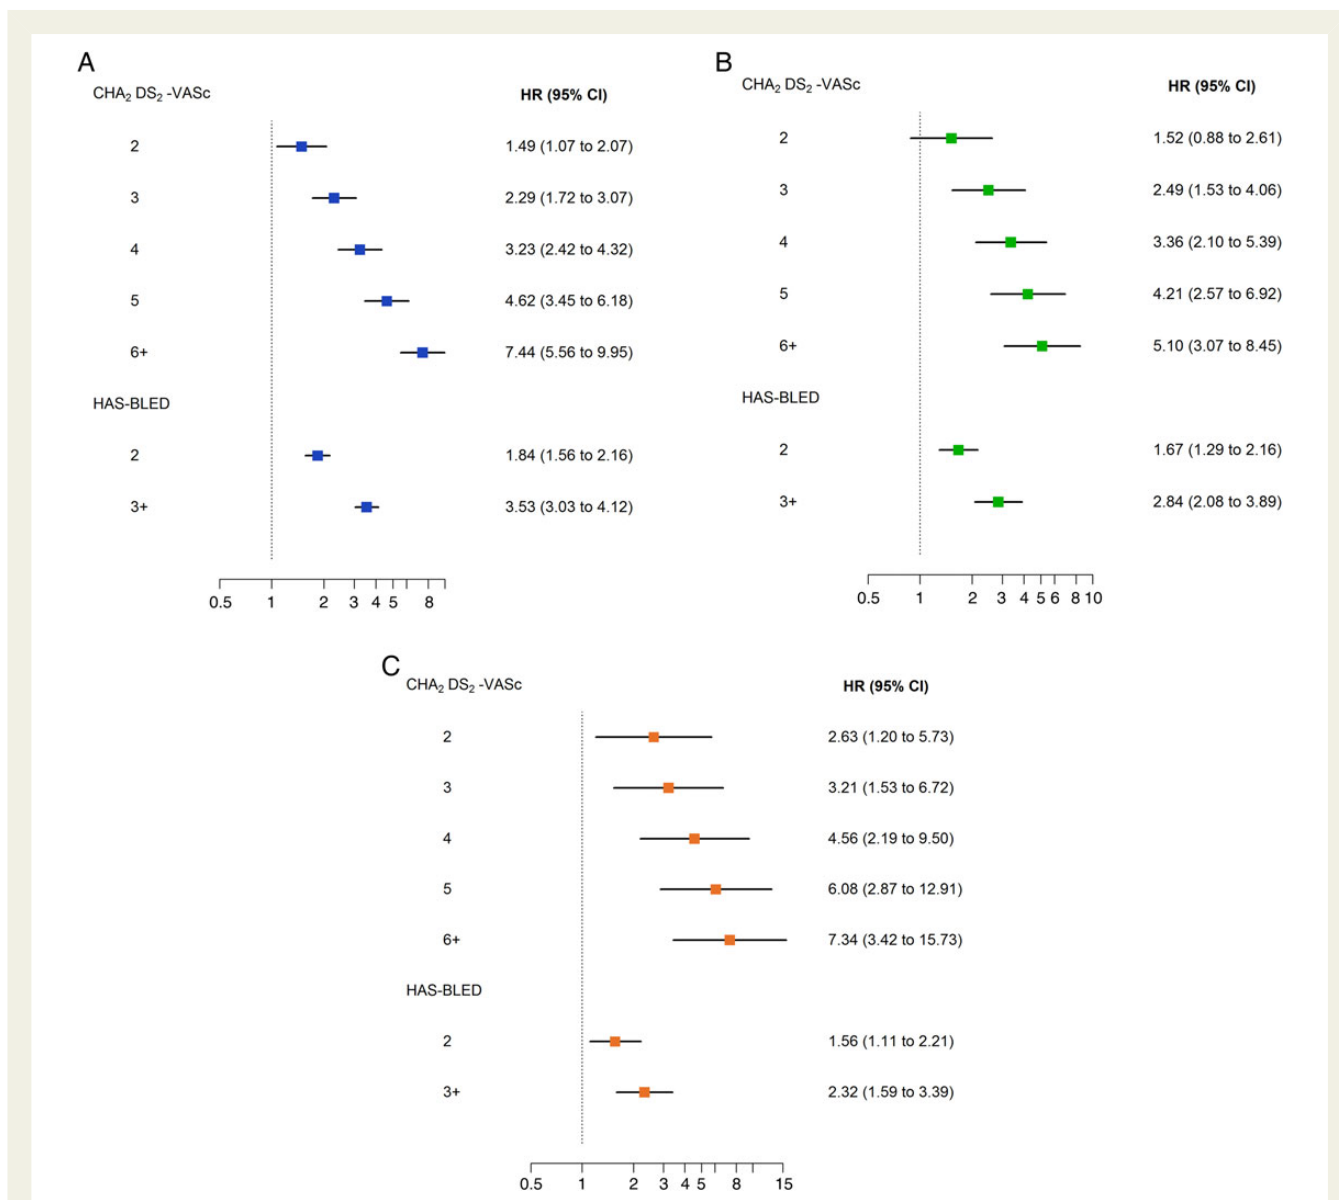 A
CHA₂ DS₂ -VASc HR (95% CI)
2 1.49 (1.07 to 2.07)
3 2.29 (1.72 to 3.07)
4 3.23 (2.42 to 4.32)
5 4.62 (3.45 to 6.18)
6+ 7.44 (5.56 to 9.95)
HAS-BLED
2 1.84 (1.56 to 2.16)
3+ 3.53 (3.03 to 4.12)
0.5 1 2 3 4 5 8
B
CHA₂ DS₂ -VASc HR (95% CI)
2 1.52 (0.88 to 2.61)
3 2.49 (1.53 to 4.06)
4 3.36 (2.10 to 5.39)
5 4.21 (2.57 to 6.92)
6+ 5.10 (3.07 to 8.45)
HAS-BLED
2 1.67 (1.29 to 2.16)
3+ 2.84 (2.08 to 3.89)
0.5 1 2 3 4 5 6 8 10
C
CHA₂ DS₂ -VASc HR (95% CI)
2 2.63 (1.20 to 5.73)
3 3.21 (1.53 to 6.72)
4 4.56 (2.19 to 9.50)
5 6.08 (2.87 to 12.91)
6+ 7.34 (3.42 to 15.73)
HAS-BLED
2 1.56 (1.11 to 2.21)
3+ 2.32 (1.59 to 3.39)
0.5 1 2 3 4 5 8 15